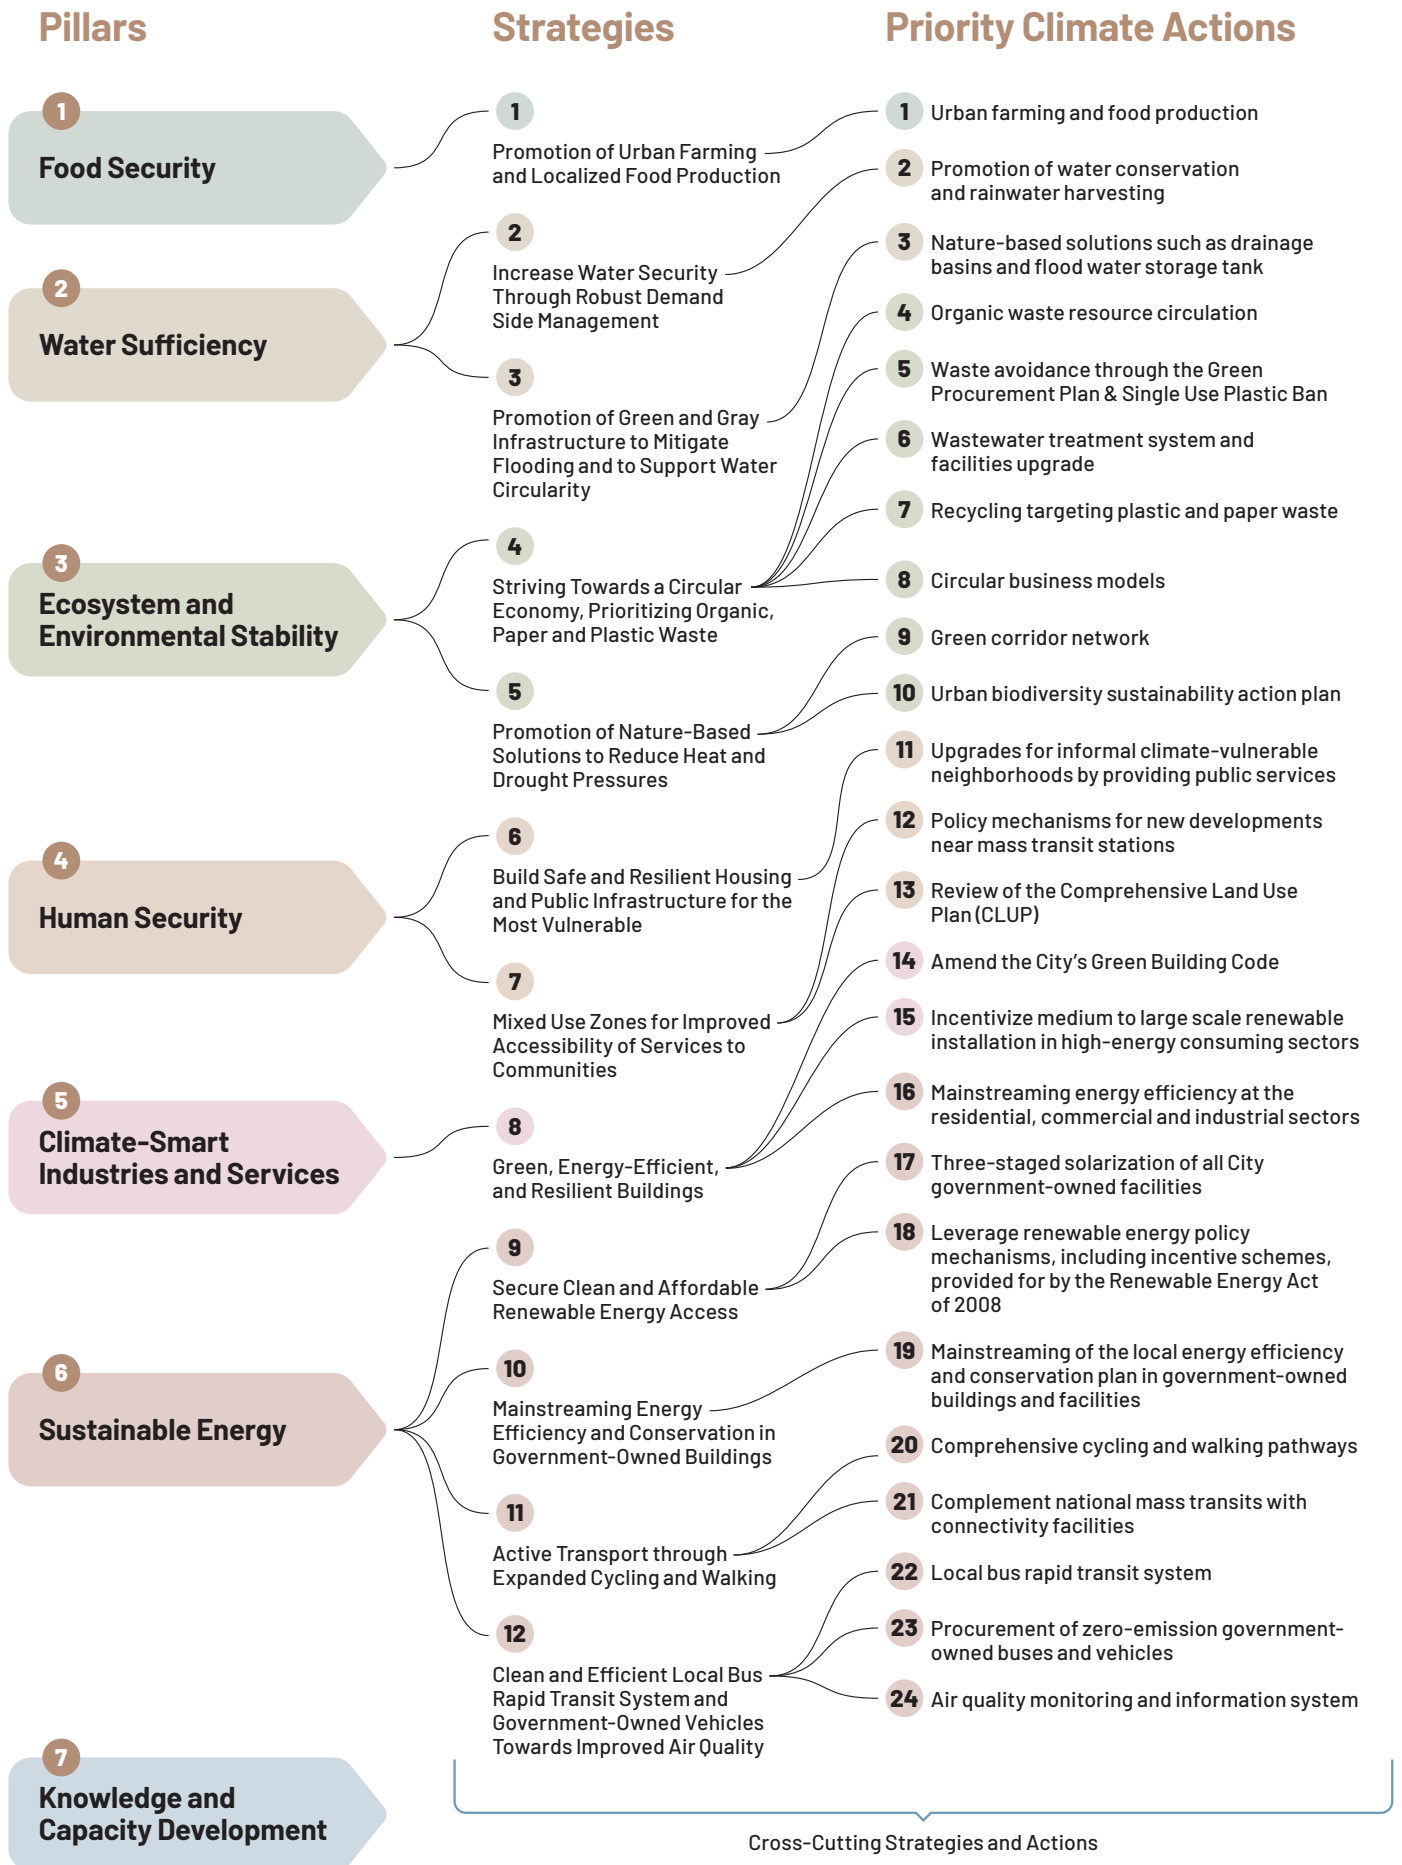 Pillars
Strategies
Priority Climate Actions
1
Food Security
2
Water Sufficiency
3
Ecosystem and
Environmental Stability
4
Human Security
5
Climate-Smart
Industries and Services
6
Sustainable Energy
7
Knowledge and
Capacity Development
1
Promotion of Urban Farming
and Localized Food Production
2
Increase Water Security
Through Robust Demand
Side Management
3
Promotion of Green and Gray
Infrastructure to Mitigate
Flooding and to Support Water
Circularity
4
Striving Towards a Circular
Economy, Prioritizing Organic,
Paper and Plastic Waste
5
Promotion of Nature-Based
Solutions to Reduce Heat and
Drought Pressures
6
Build Safe and Resilient Housing
and Public Infrastructure for the
Most Vulnerable
7
Mixed Use Zones for Improved
Accessibility of Services to
Communities
8
Green, Energy-Efficient,
and Resilient Buildings
9
Secure Clean and Affordable
Renewable Energy Access
10
Mainstreaming Energy
Efficiency and Conservation in
Government-Owned Buildings
11
Active Transport through
Expanded Cycling and Walking
12
Clean and Efficient Local Bus
Rapid Transit System and
Government-Owned Vehicles
Towards Improved Air Quality
1 Urban farming and food production
2 Promotion of water conservation
and rainwater harvesting
3 Nature-based solutions such as drainage
basins and flood water storage tank
4 Organic waste resource circulation
5 Waste avoidance through the Green
Procurement Plan & Single Use Plastic Ban
6 Wastewater treatment system and
facilities upgrade
7 Recycling targeting plastic and paper waste
8 Circular business models
9 Green corridor network
10 Urban biodiversity sustainability action plan
11 Upgrades for informal climate-vulnerable
neighborhoods by providing public services
12 Policy mechanisms for new developments
near mass transit stations
13 Review of the Comprehensive Land Use
Plan (CLUP)
14 Amend the City's Green Building Code
15 Incentivize medium to large scale renewable
installation in high-energy consuming sectors
16 Mainstreaming energy efficiency at the
residential, commercial and industrial sectors
17 Three-staged solarization of all City
government-owned facilities
18 Leverage renewable energy policy
mechanisms, including incentive schemes,
provided for by the Renewable Energy Act
of 2008
19 Mainstreaming of the local energy efficiency
and conservation plan in government-owned
buildings and facilities
20 Comprehensive cycling and walking pathways
21 Complement national mass transits with
connectivity facilities
22 Local bus rapid transit system
23 Procurement of zero-emission government-
owned buses and vehicles
24 Air quality monitoring and information system
Cross-Cutting Strategies and Actions